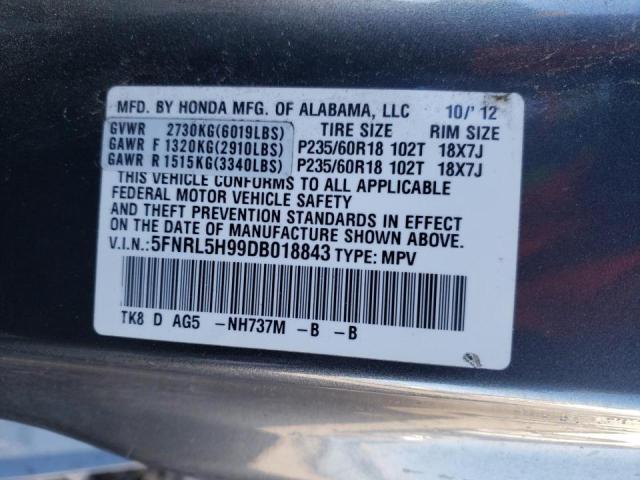 MFD. BY HONDA MFG. OF ALABAMA, LLC 10/'12
GVWR 2730KG(6019LBS) TIRE SIZE RIM SIZE
GAWR F 1320KG(2910LBS) P235/60R18 102T 18X7J
GAWR R 1515KG(3340LBS) P235/60R18 102T 18X7J
THIS VEHICLE CONFORMS TO ALL APPLICABLE
FEDERAL MOTOR VEHICLE SAFETY
AND THEFT PREVENTION STANDARDS IN EFFECT
ON THE DATE OF MANUFACTURE SHOWN ABOVE.
V.I.N.:5FNRL5H99DB018843 TYPE: MPV
TK8 D AG5 -NH737M -B -B